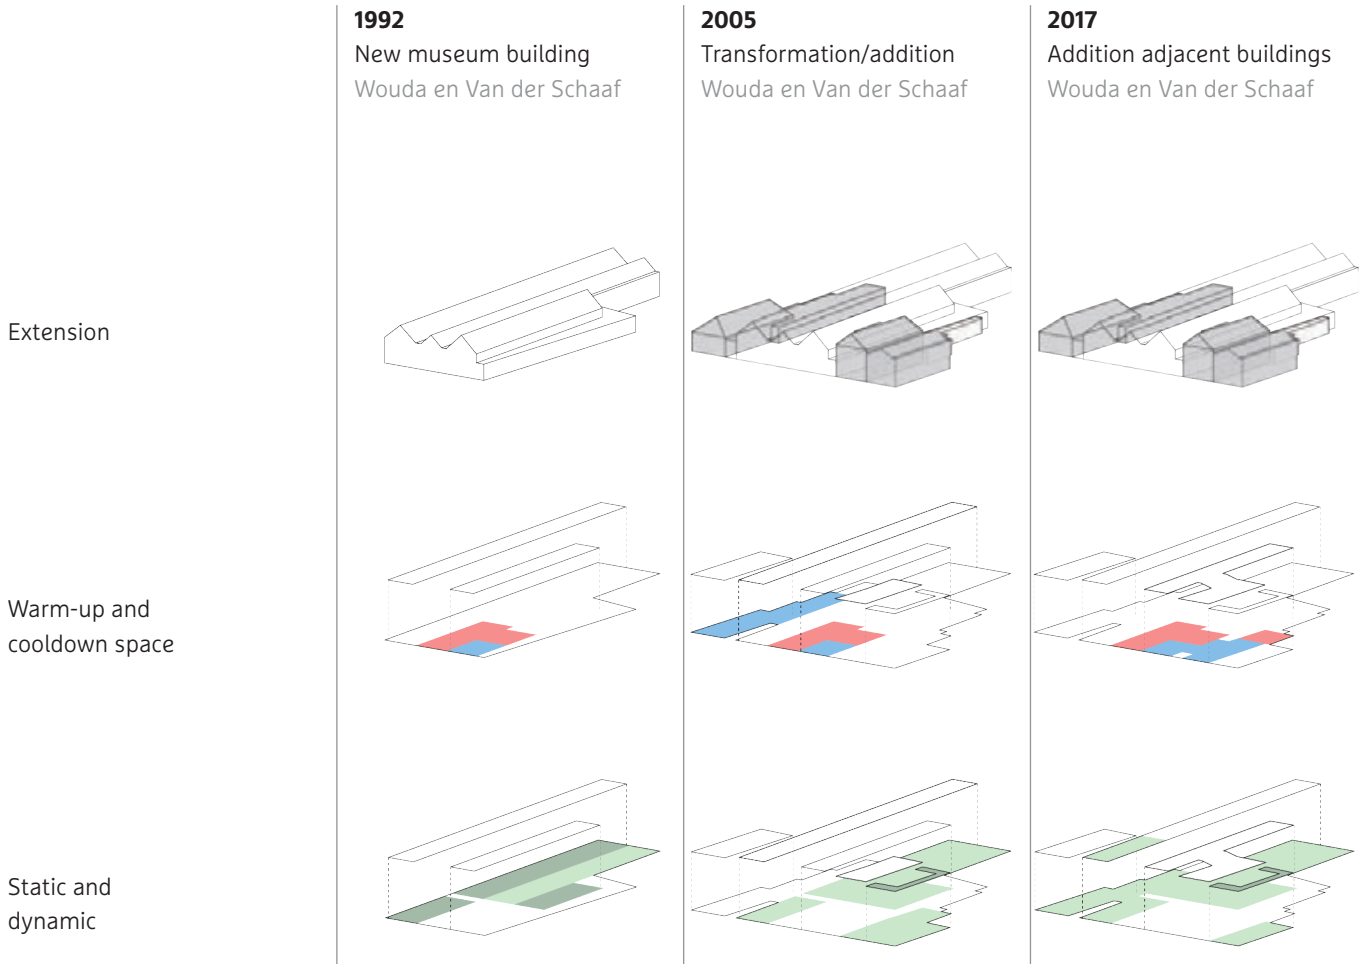 1992
New museum building
Wouda en Van der Schaaf
2005
Transformation/addition
Wouda en Van der Schaaf
2017
Addition adjacent buildings
Wouda en Van der Schaaf
Extension
Warm-up and
cooldown space
Static and
dynamic